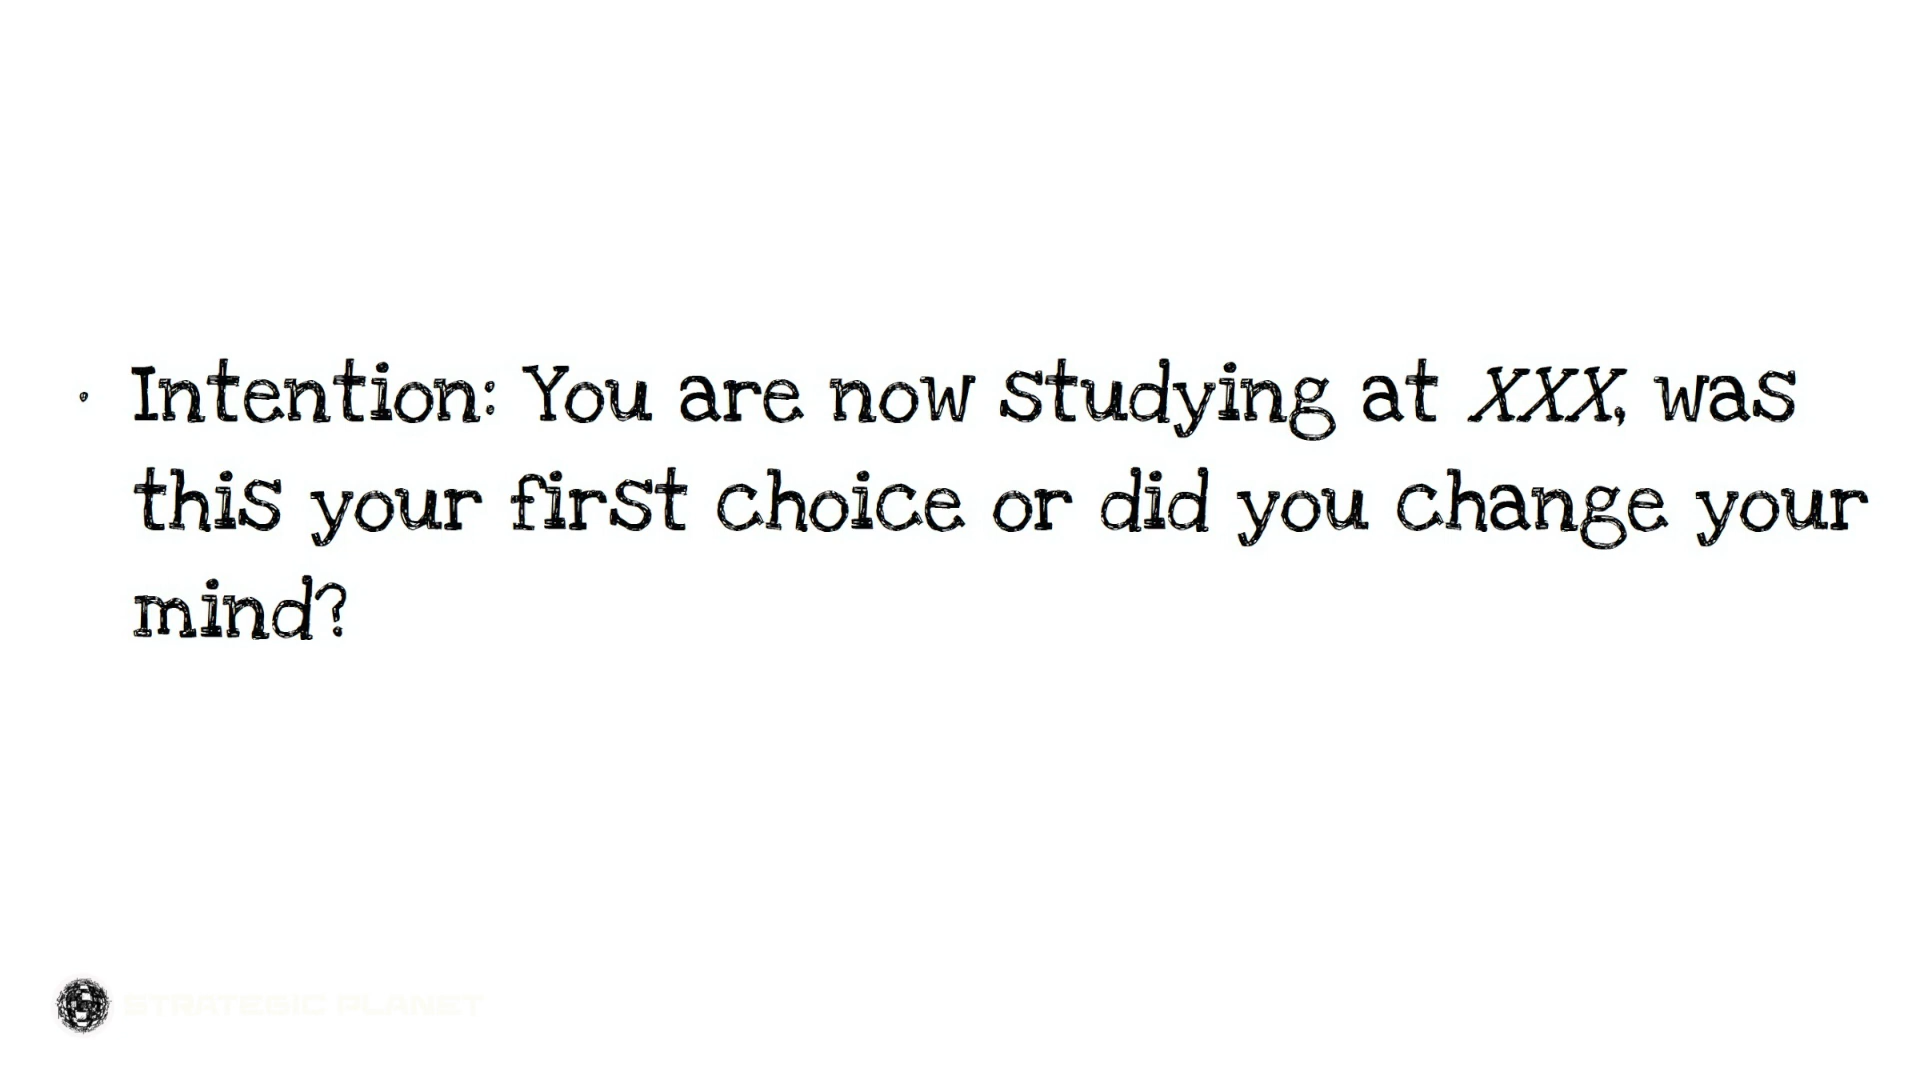 · Intention: You are now studying at XXX, was
this your first choice or did you change your
mind?
STRATEGIC PLANET